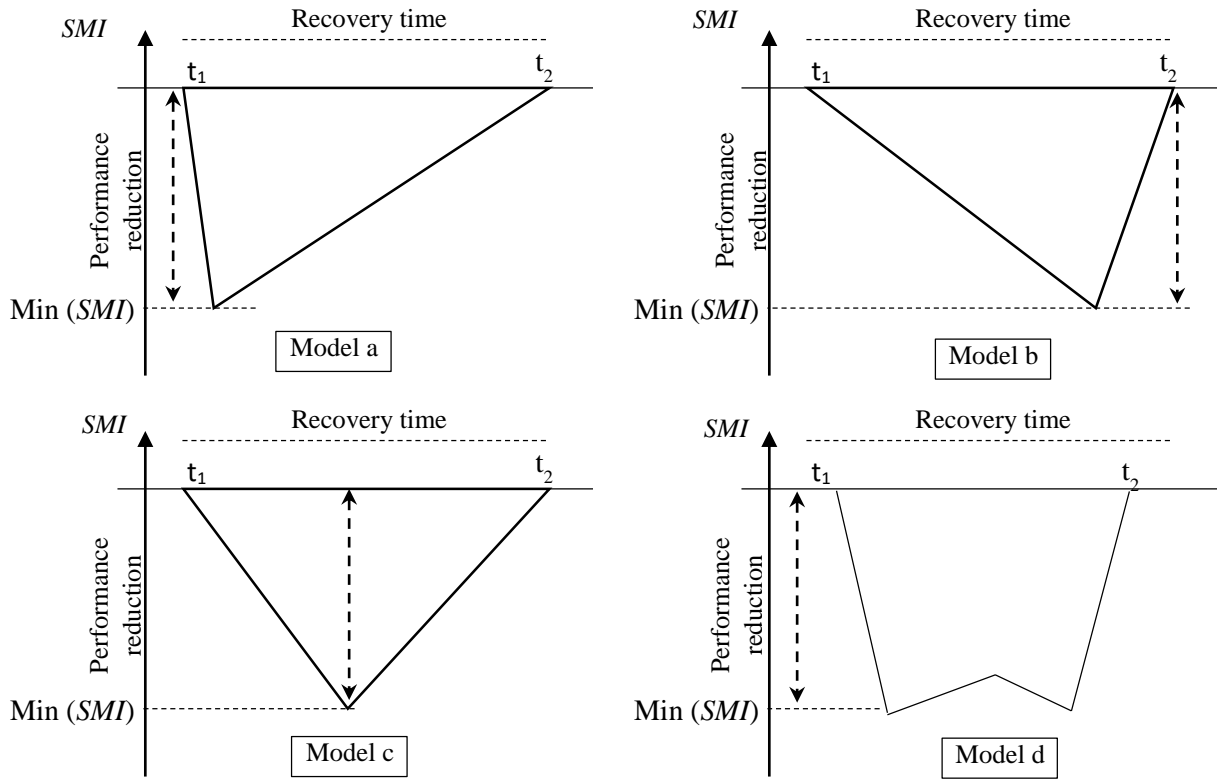 SMI
Recovery time
t1
t2
Performance
reduction
Min (SMI)
Model a
SMI
Recovery time
t1
t2
Performance
reduction
Min (SMI)
Model b
SMI
Recovery time
t1
t2
Performance
reduction
Min (SMI)
Model c
SMI
Recovery time
t1
t2
Performance
reduction
Min (SMI)
Model d